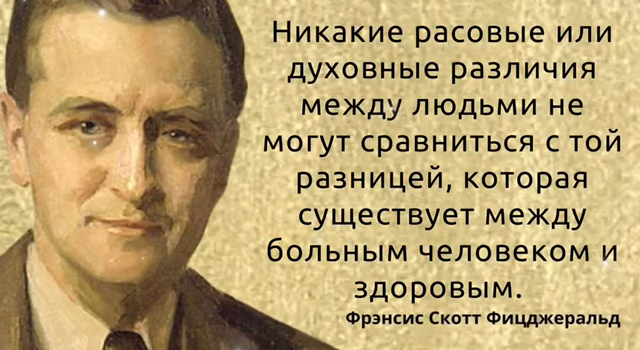 Никакие расовые или
духовные различия
между людьми не
могут сравниться с той
разницей, которая
существует между
больным человеком и
здоровым.
Фрэнсис Скотт Фицджеральд